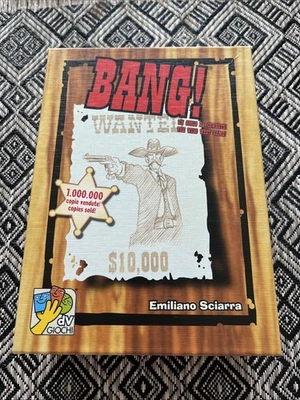 BANG!
WANTED
1.000.000
copie vendute!
copies sold!
$10,000
Emiliano Sciarra
dV
GIOCHI